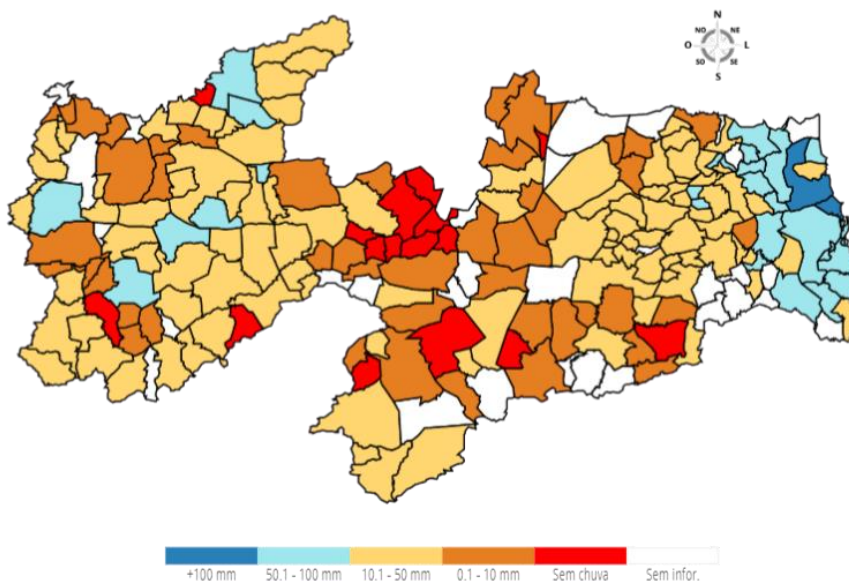 N
NO NE
O L
SO SE
S
+100 mm 50.1 - 100 mm 10.1 - 50 mm 0.1 - 10 mm Sem chuva Sem infor.